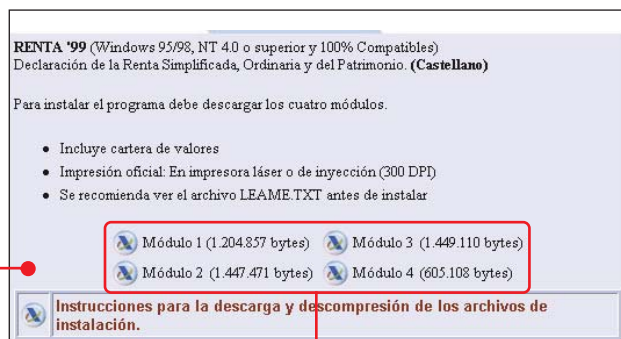 RENTA '99 (Windows 95/98, NT 4.0 o superior y 100% Compatibles)
Declaración de la Renta Simplificada, Ordinaria y del Patrimonio. (Castellano)
Para instalar el programa debe descargar los cuatro módulos.
• Incluye cartera de valores
• Impresión oficial: En impresora láser o de inyección (300 DPI)
• Se recomienda ver el archivo LEAME.TXT antes de instalar
Módulo 1 (1.204.857 bytes) Módulo 3 (1.449.110 bytes)
Módulo 2 (1.447.471 bytes) Módulo 4 (605.108 bytes)
Instrucciones para la descarga y descompresión de los archivos de
instalación.